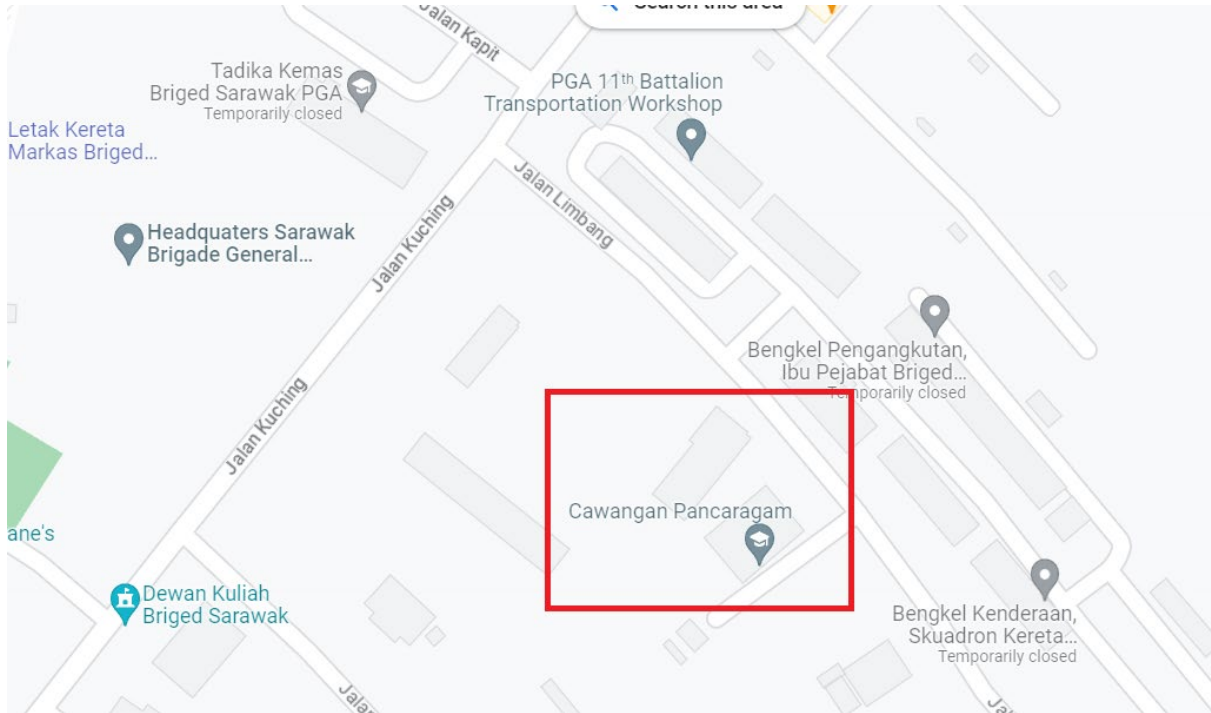 Search this area
Jalan Kapit
Tadika Kemas
Briged Sarawak PGA
Temporarily closed
PGA 11th Battalion
Transportation Workshop
Letak Kereta
Markas Briged...
Jalan Limbang
Jalan Kuching
Headquaters Sarawak
Brigade General...
Bengkel Pengangkutan,
Ibu Pejabat Briged...
Temporarily closed
Jalan Kuching
Cawangan Pancaragam
ane's
Dewan Kuliah
Briged Sarawak
Bengkel Kenderaan,
Skuadron Kereta...
Temporarily closed
Jala
Ja